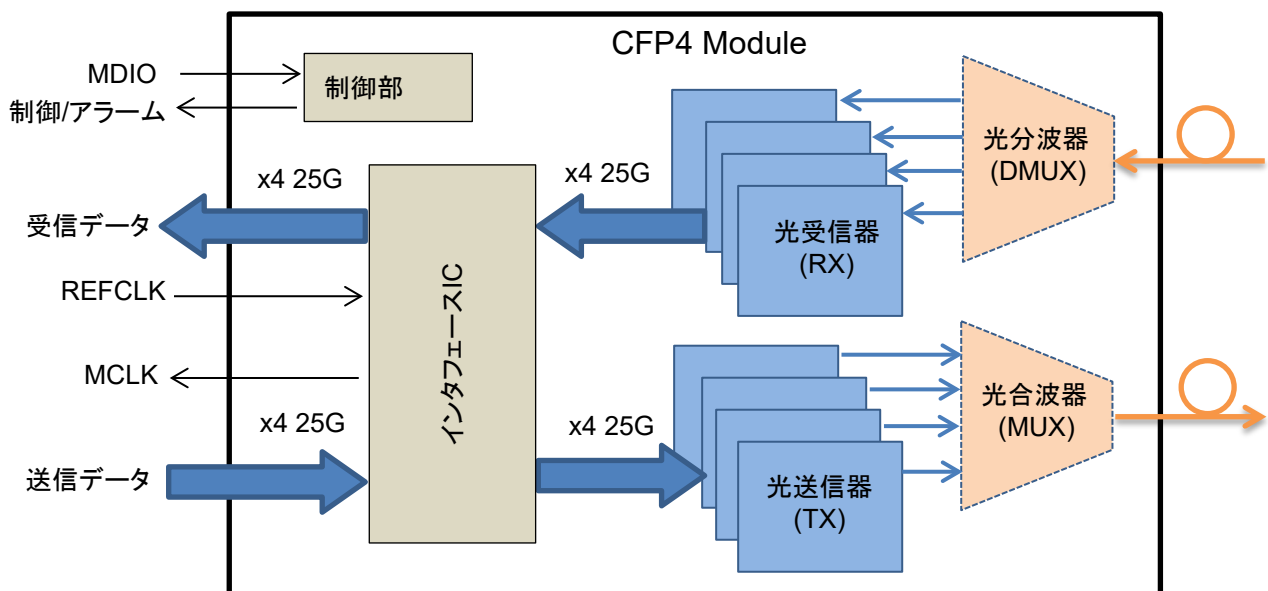 CFP4 Module
MDIO
制御/アラーム
制御部
光分波器
(DMUX)
x4 25G
x4 25G
受信データ
光受信器
(RX)
REFCLK
インタフェースIC
MCLK
光合波器
(MUX)
x4 25G
x4 25G
送信データ
光送信器
(TX)